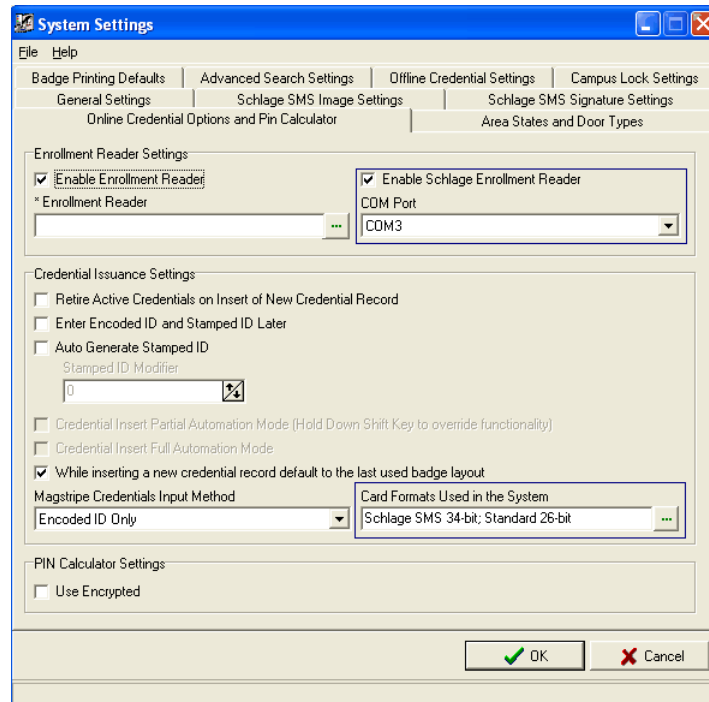 System Settings
File Help
Badge Printing Defaults Advanced Search Settings Offline Credential Settings Campus Lock Settings
General Settings Schlage SMS Image Settings Schlage SMS Signature Settings
Online Credential Options and Pin Calculator Area States and Door Types
Enrollment Reader Settings
Enable Enrollment Reader Enable Schlage Enrollment Reader
* Enrollment Reader COM Port
... COM3
Credential Issuance Settings
Retire Active Credentials on Insert of New Credential Record
Enter Encoded ID and Stamped ID Later
Auto Generate Stamped ID
Stamped ID Modifier
0
Credential Insert Partial Automation Mode (Hold Down Shift Key to override functionality)
Credential Insert Full Automation Mode
While inserting a new credential record default to the last used badge layout
Magstripe Credentials Input Method Card Formats Used in the System
Encoded ID Only Schlage SMS 34-bit; Standard 26-bit ...
PIN Calculator Settings
Use Encrypted
OK Cancel